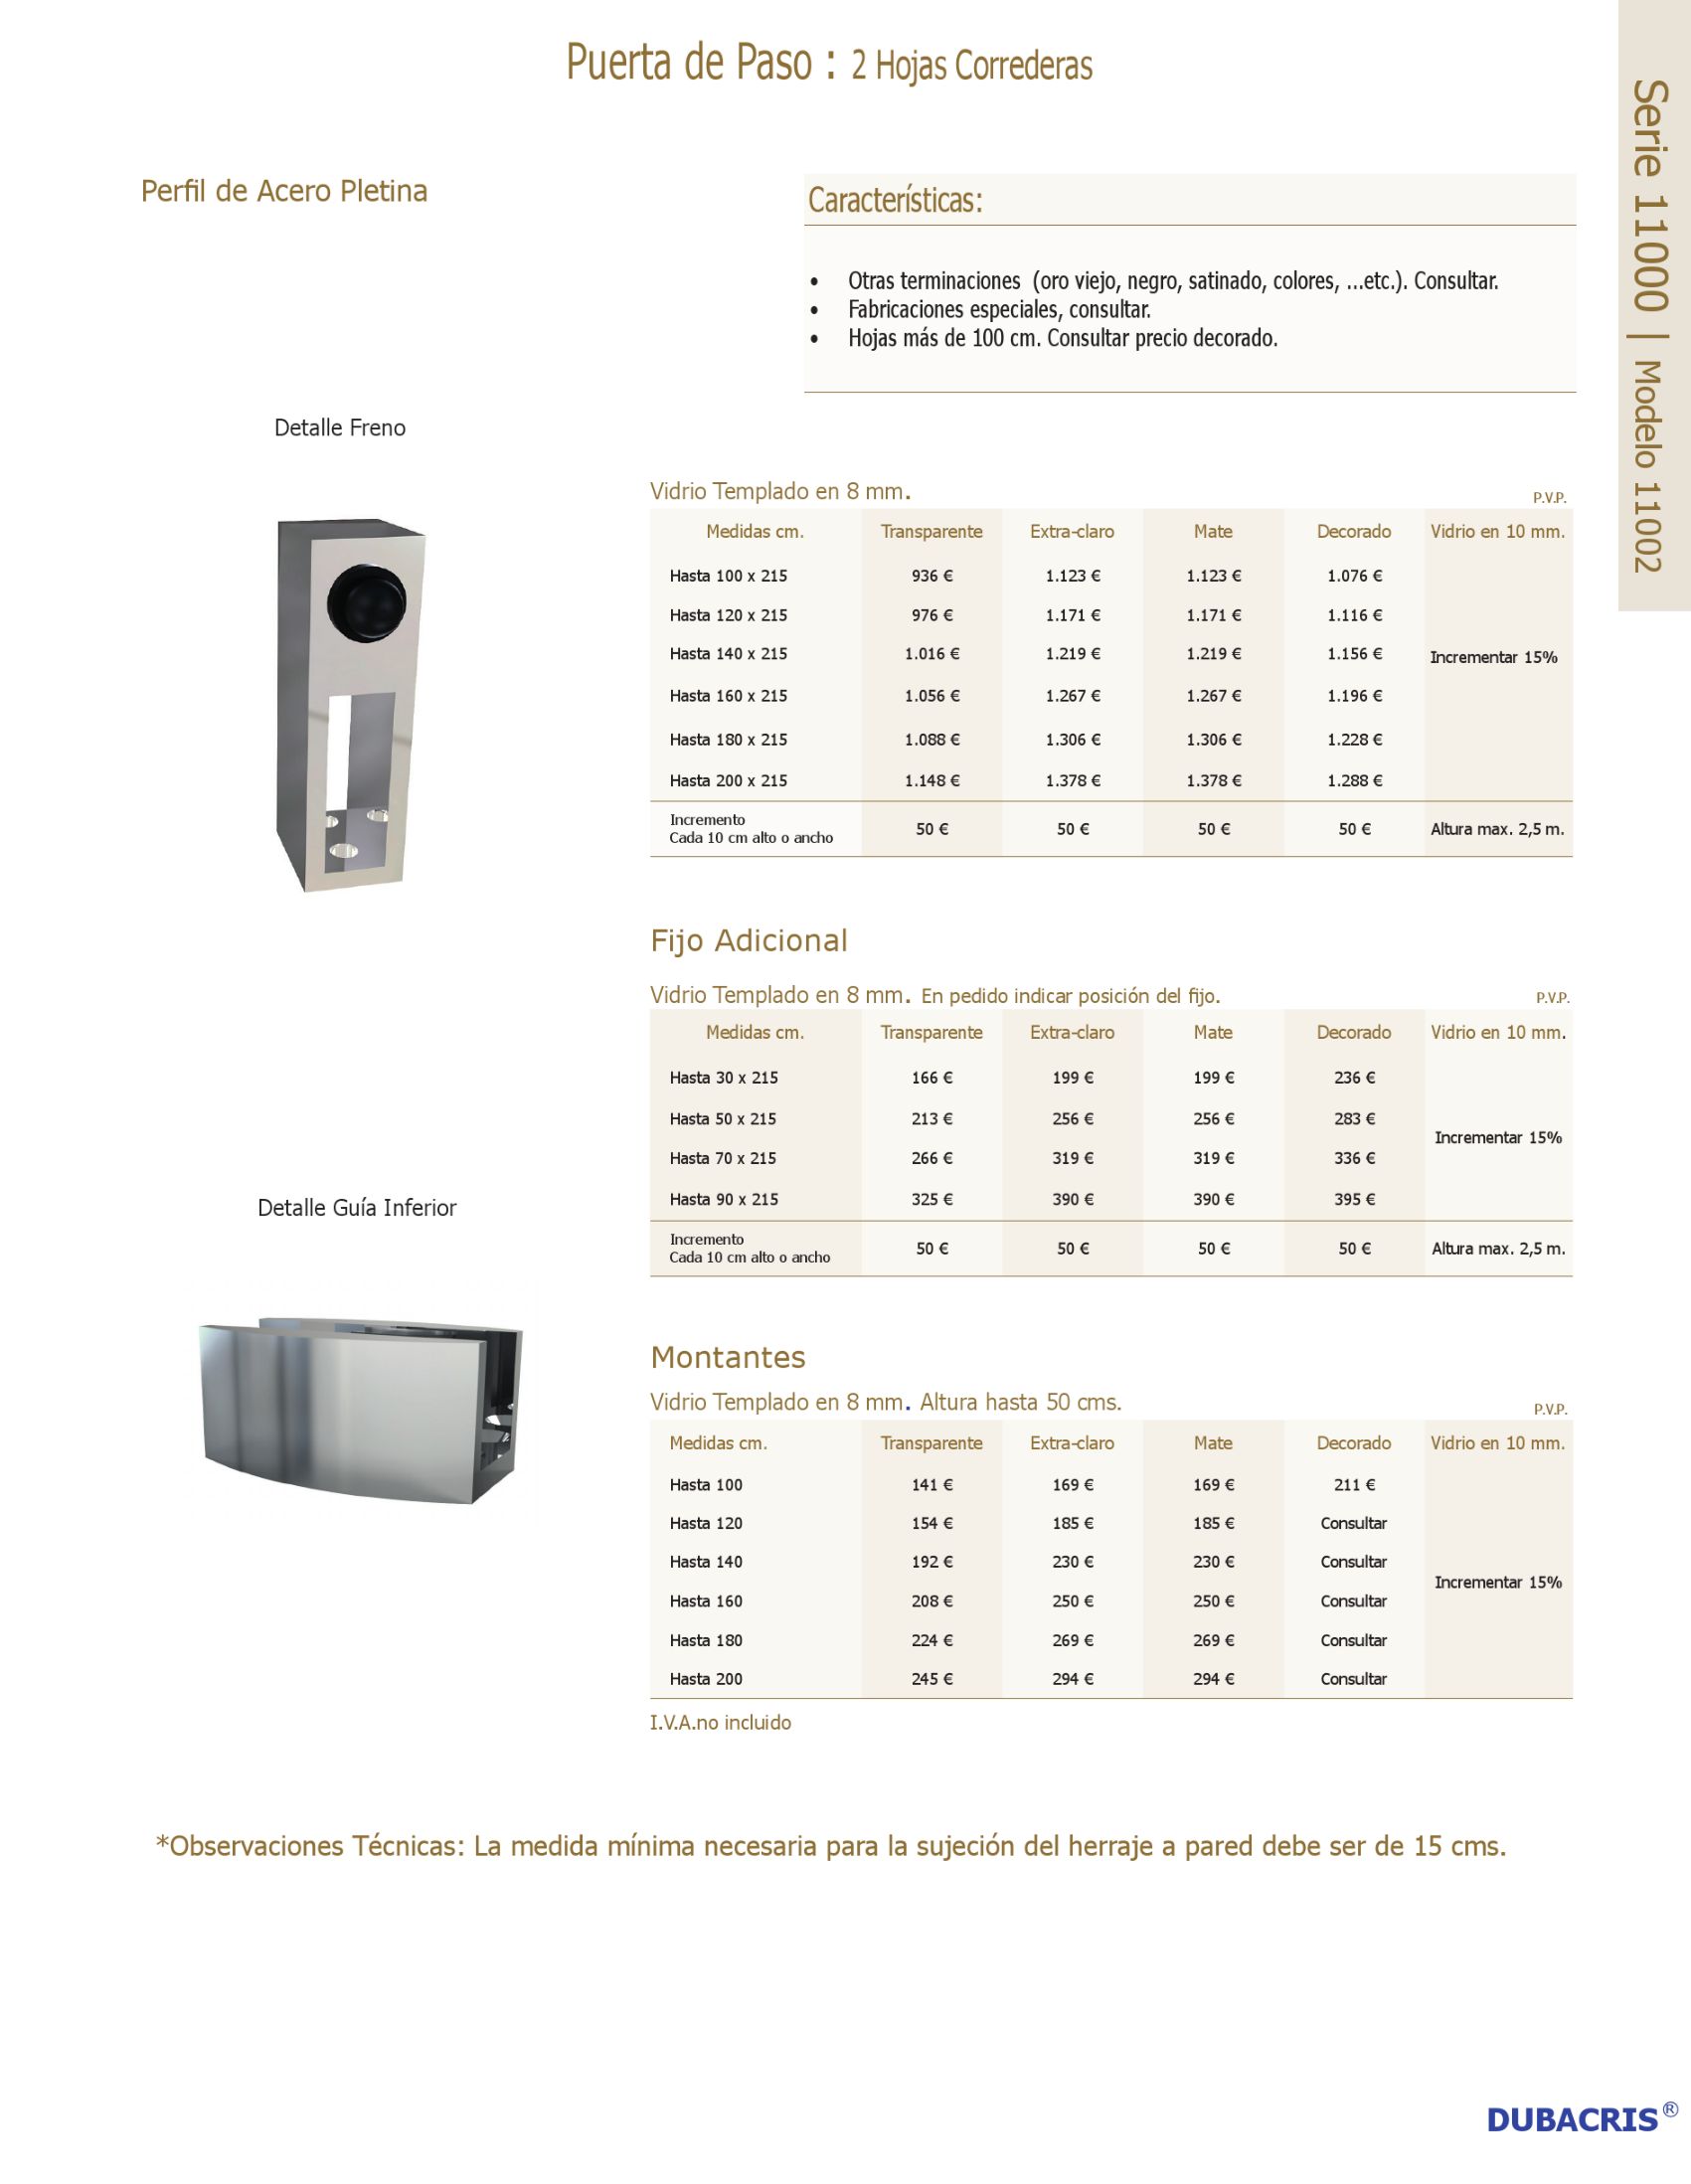 Puerta de Paso : 2 Hojas Correderas
Serie 11000 | Modelo 11002
Perfil de Acero Pletina
Características:
• Otras terminaciones (oro viejo, negro, satinado, colores, ...etc.). Consultar.
• Fabricaciones especiales, consultar.
• Hojas más de 100 cm. Consultar precio decorado.
Detalle Freno
Vidrio Templado en 8 mm. P.V.P.
Medidas cm. Transparente Extra-claro Mate Decorado Vidrio en 10 mm.
Hasta 100 x 215 936 € 1.123 € 1.123 € 1.076 €
Hasta 120 x 215 976 € 1.171 € 1.171 € 1.116 €
Hasta 140 x 215 1.016 € 1.219 € 1.219 € 1.156 € Incrementar 15%
Hasta 160 x 215 1.056 € 1.267 € 1.267 € 1.196 €
Hasta 180 x 215 1.088 € 1.306 € 1.306 € 1.228 €
Hasta 200 x 215 1.148 € 1.378 € 1.378 € 1.288 €
Incremento
Cada 10 cm alto o ancho 50 € 50 € 50 € 50 € Altura max. 2,5 m.
Fijo Adicional
Vidrio Templado en 8 mm. En pedido indicar posición del fijo. P.V.P.
Medidas cm. Transparente Extra-claro Mate Decorado Vidrio en 10 mm.
Hasta 30 x 215 166 € 199 € 199 € 236 €
Hasta 50 x 215 213 € 256 € 256 € 283 €
Incrementar 15%
Hasta 70 x 215 266 € 319 € 319 € 336 €
Hasta 90 x 215 325 € 390 € 390 € 395 €
Incremento
Cada 10 cm alto o ancho 50 € 50 € 50 € 50 € Altura max. 2,5 m.
Detalle Guía Inferior
Montantes
Vidrio Templado en 8 mm. Altura hasta 50 cms. P.V.P.
Medidas cm. Transparente Extra-claro Mate Decorado Vidrio en 10 mm.
Hasta 100 141 € 169 € 169 € 211 €
Hasta 120 154 € 185 € 185 € Consultar
Hasta 140 192 € 230 € 230 € Consultar
Incrementar 15%
Hasta 160 208 € 250 € 250 € Consultar
Hasta 180 224 € 269 € 269 € Consultar
Hasta 200 245 € 294 € 294 € Consultar
I.V.A.no incluido
*Observaciones Técnicas: La medida mínima necesaria para la sujeción del herraje a pared debe ser de 15 cms.
DUBACRIS®